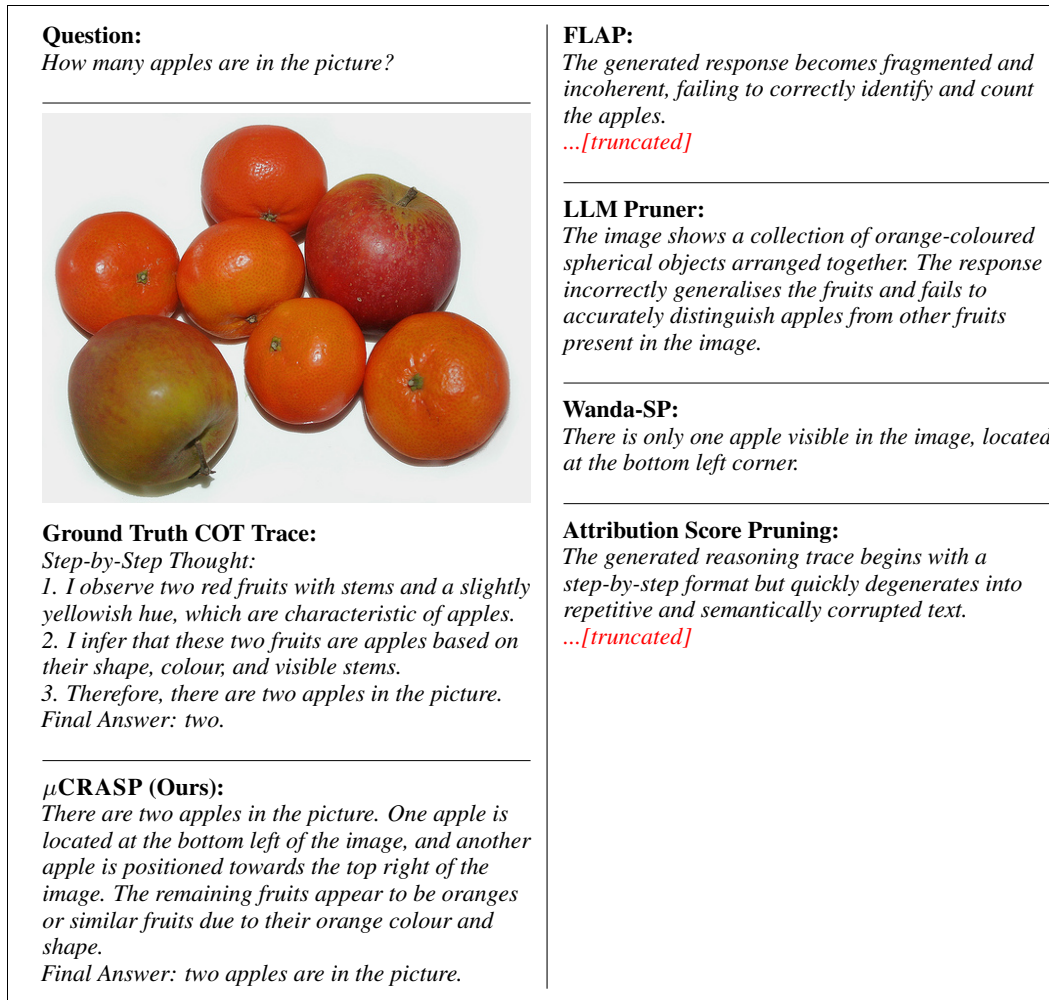 Question:
How many apples are in the picture?
Ground Truth COT Trace:
Step-by-Step Thought:
1. I observe two red fruits with stems and a slightly
yellowish hue, which are characteristic of apples.
2. I infer that these two fruits are apples based on
their shape, colour, and visible stems.
3. Therefore, there are two apples in the picture.
Final Answer: two.
μCRASP (Ours):
There are two apples in the picture. One apple is
located at the bottom left of the image, and another
apple is positioned towards the top right of the
image. The remaining fruits appear to be oranges
or similar fruits due to their orange colour and
shape.
Final Answer: two apples are in the picture.
FLAP:
The generated response becomes fragmented and
incoherent, failing to correctly identify and count
the apples.
...[truncated]
LLM Pruner:
The image shows a collection of orange-coloured
spherical objects arranged together. The response
incorrectly generalises the fruits and fails to
accurately distinguish apples from other fruits
present in the image.
Wanda-SP:
There is only one apple visible in the image, located
at the bottom left corner.
Attribution Score Pruning:
The generated reasoning trace begins with a
step-by-step format but quickly degenerates into
repetitive and semantically corrupted text.
...[truncated]